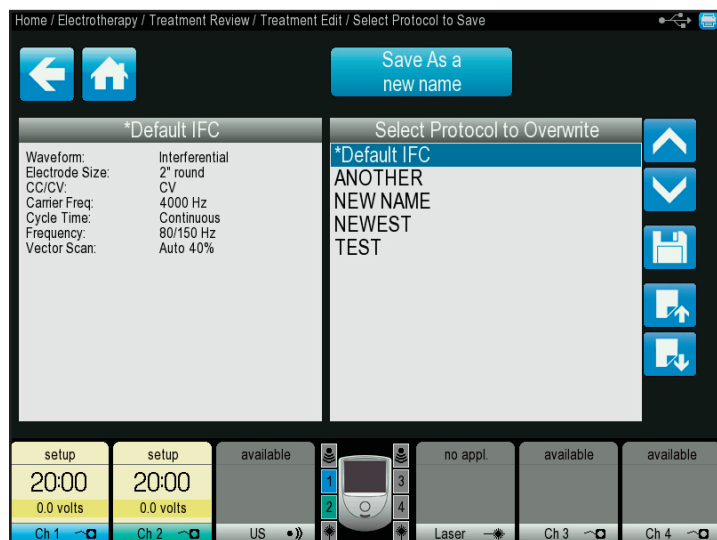 Home / Electrotherapy / Treatment Review / Treatment Edit / Select Protocol to Save
Save As a
new name
*Default IFC
Waveform: Interferential
Electrode Size: 2" round
CC/CV: CV
Carrier Freq: 4000 Hz
Cycle Time: Continuous
Frequency: 80/150 Hz
Vector Scan: Auto 40%
Select Protocol to Overwrite
*Default IFC
ANOTHER
NEW NAME
NEWEST
TEST
setup
20:00
0.0 volts
Ch 1
setup
20:00
0.0 volts
Ch 2
available
US
1
2
3
4
no appl.
Laser
available
Ch 3
available
Ch 4